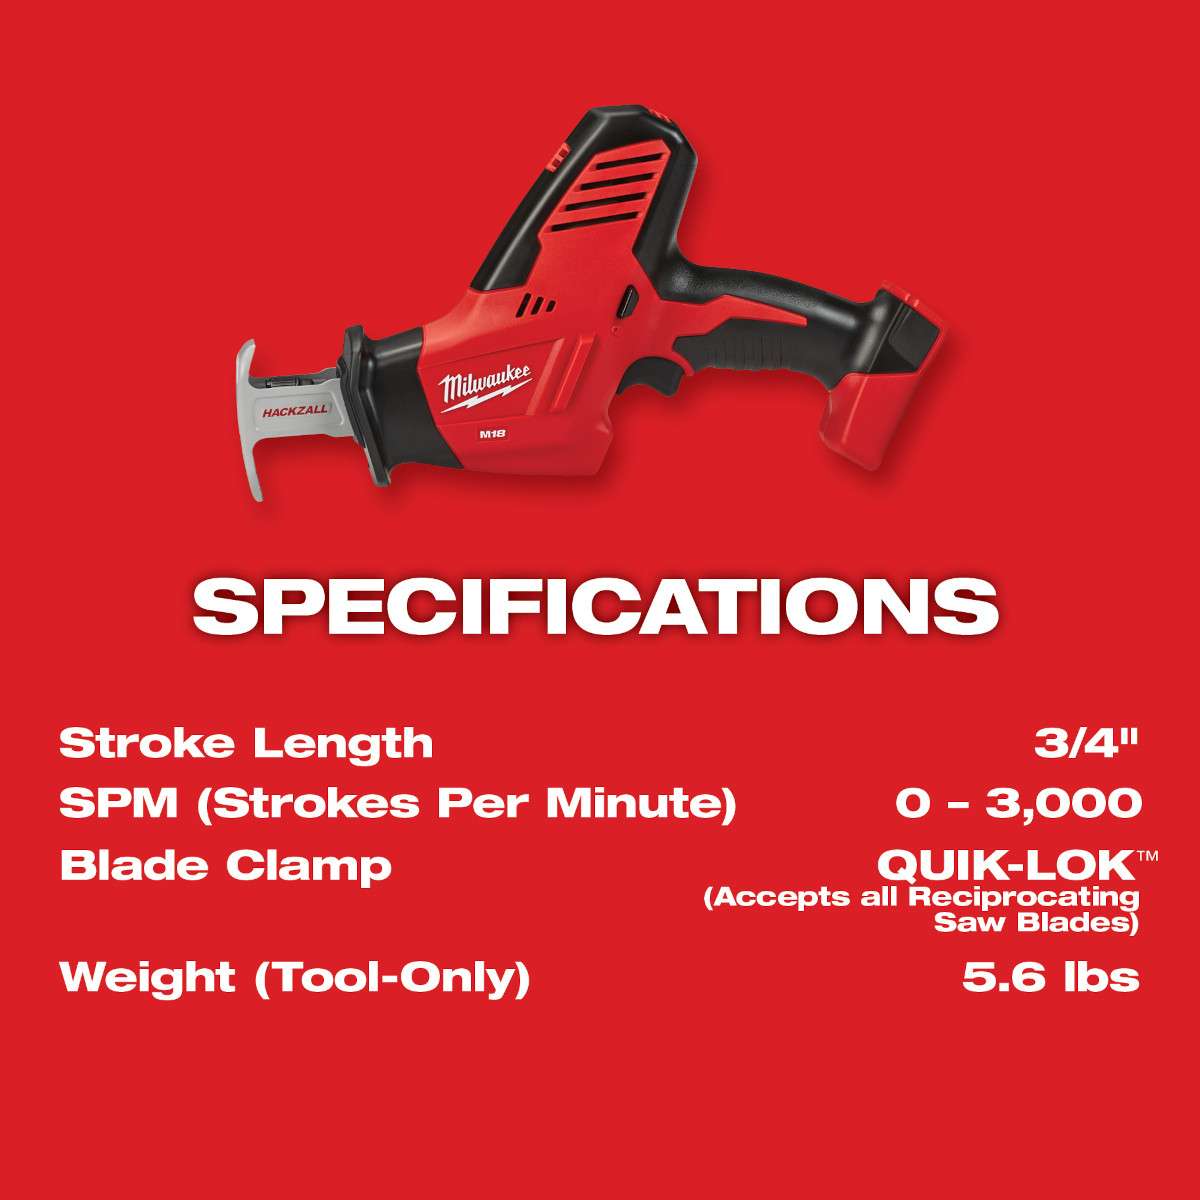 HACKZALL
Milwaukee
M18
SPECIFICATIONS
Stroke Length 3/4"
SPM (Strokes Per Minute) 0 – 3,000
Blade Clamp QUIK-LOK™
(Accepts all Reciprocating
Saw Blades)
Weight (Tool-Only) 5.6 lbs